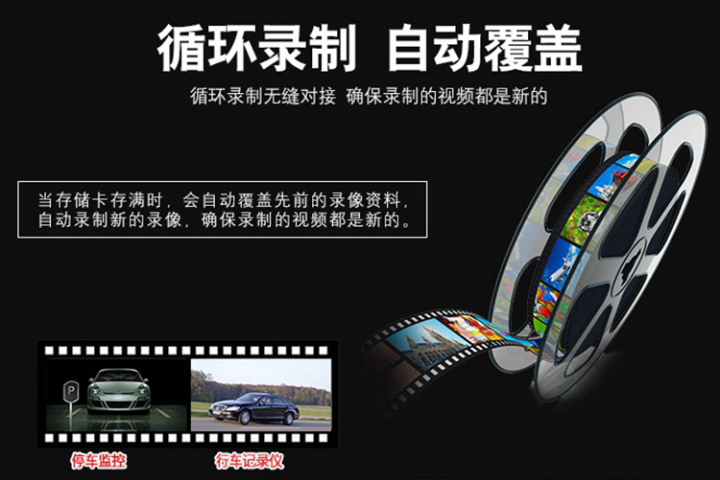 循环录制 自动覆盖
循环录制无缝对接 确保录制的视频都是新的
当存储卡存满时，会自动覆盖先前的录像资料，
自动录制新的录像，确保录制的视频都是新的。
P
停车监控
行车记录仪